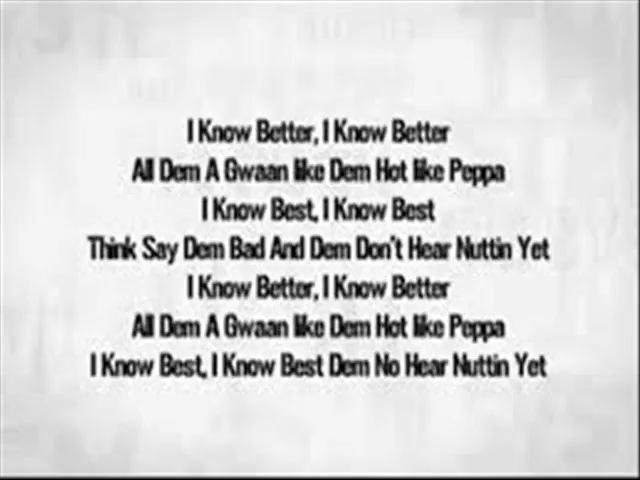 I Know Better, I Know Better
All Dem A Gwaan like Dem Hot like Peppa
I Know Best, I Know Best
Think Say Dem Bad And Dem Don't Hear Nuttin Yet
I Know Better, I Know Better
All Dem A Gwaan like Dem Hot like Peppa
I Know Best, I Know Best Dem No Hear Nuttin Yet